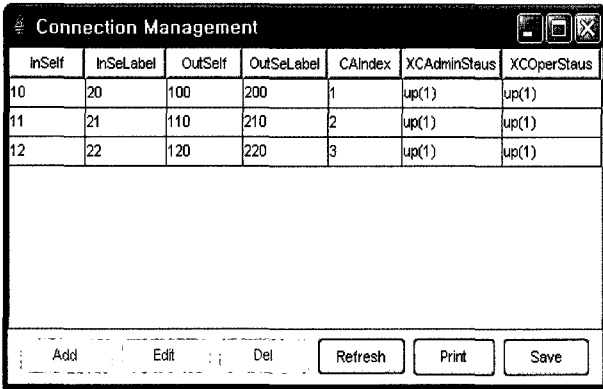 Connection Management
InSelf InSeLabel OutSelf OutSeLabel CAIndex XCAdminStaus XCOperStaus
10 20 100 200 1 up(1) up(1)
11 21 110 210 2 up(1) up(1)
12 22 120 220 3 up(1) up(1)
Add Edit Del Refresh Print Save